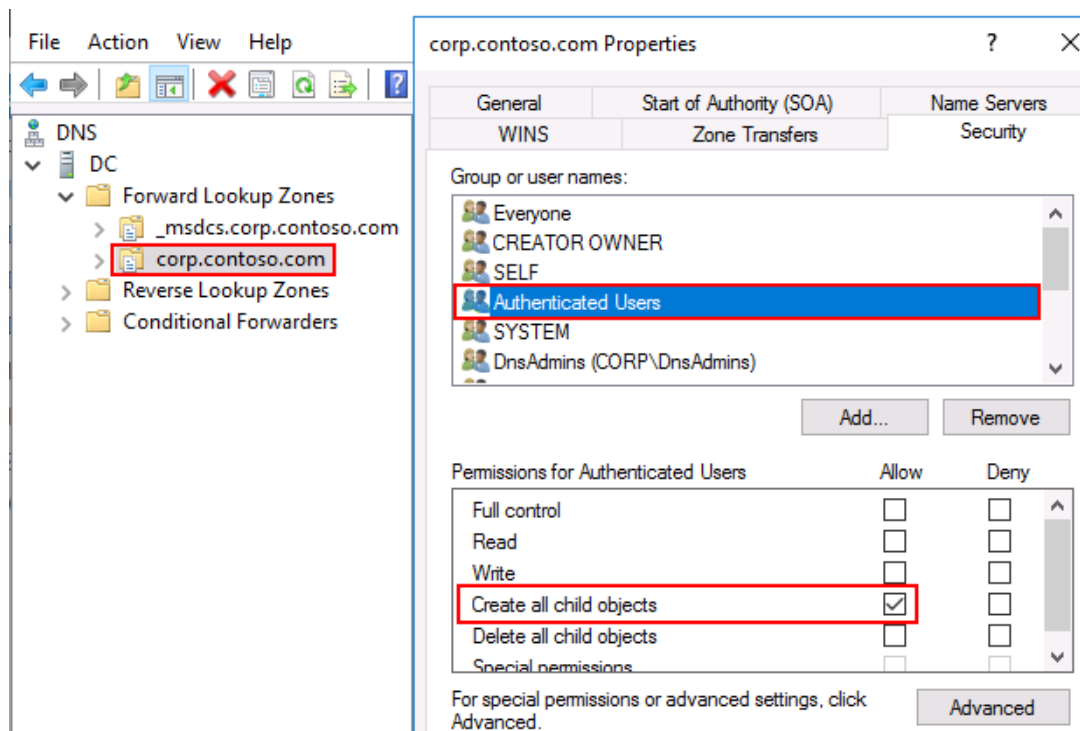 File Action View Help
DNS
DC
Forward Lookup Zones
_msdcs.corp.contoso.com
corp.contoso.com
Reverse Lookup Zones
Conditional Forwarders
corp.contoso.com Properties ?
General Start of Authority (SOA) Name Servers
WINS Zone Transfers Security
Group or user names:
Everyone
CREATOR OWNER
SELF
Authenticated Users
SYSTEM
DnsAdmins (CORP\DnsAdmins)
Add... Remove
Permissions for Authenticated Users Allow Deny
Full control
Read
Write
Create all child objects
Delete all child objects
Special permissions
For special permissions or advanced settings, click
Advanced.
Advanced